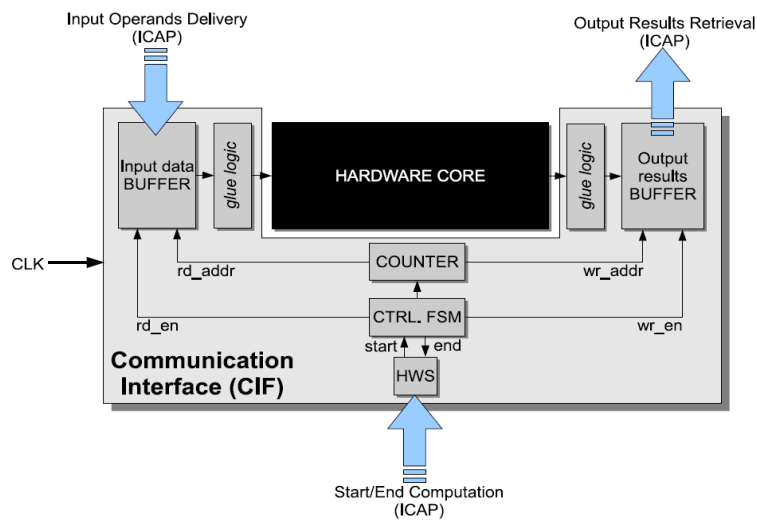 Input Operands Delivery
(ICAP)
Output Results Retrieval
(ICAP)
Input data
BUFFER
glue logic
HARDWARE CORE
glue logic
Output
results
BUFFER
CLK
COUNTER
rd_addr
wr_addr
CTRL. FSM
rd_en
wr_en
start
end
HWS
Communication
Interface (CIF)
Start/End Computation
(ICAP)